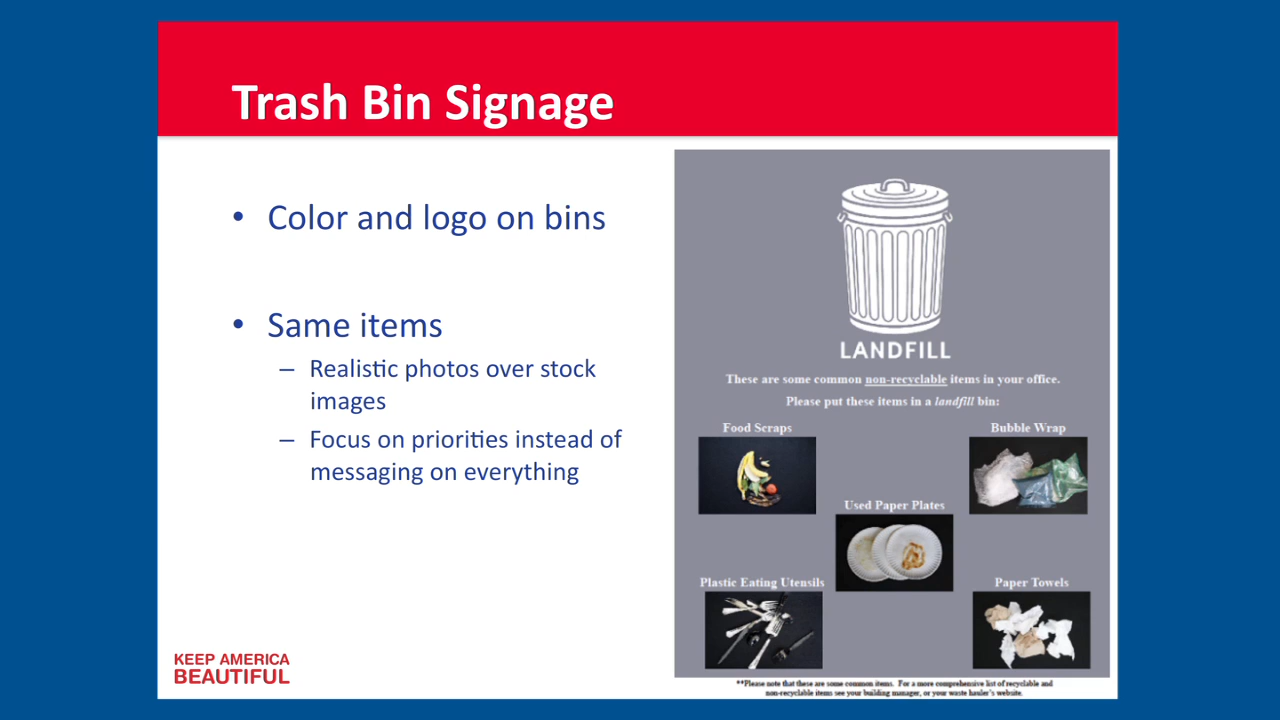 Trash Bin Signage
• Color and logo on bins
• Same items
– Realistic photos over stock
images
– Focus on priorities instead of
messaging on everything
KEEP AMERICA
BEAUTIFUL
LANDFILL
These are some common non-recyclable items in your office.
Please put these items in a landfill bin:
Food Scraps
Bubble Wrap
Used Paper Plates
Plastic Eating Utensils
Paper Towels
**Please note that these are some common items. For a more comprehensive list of recyclable and
non-recyclable items see your building manager, or your waste hauler's website.